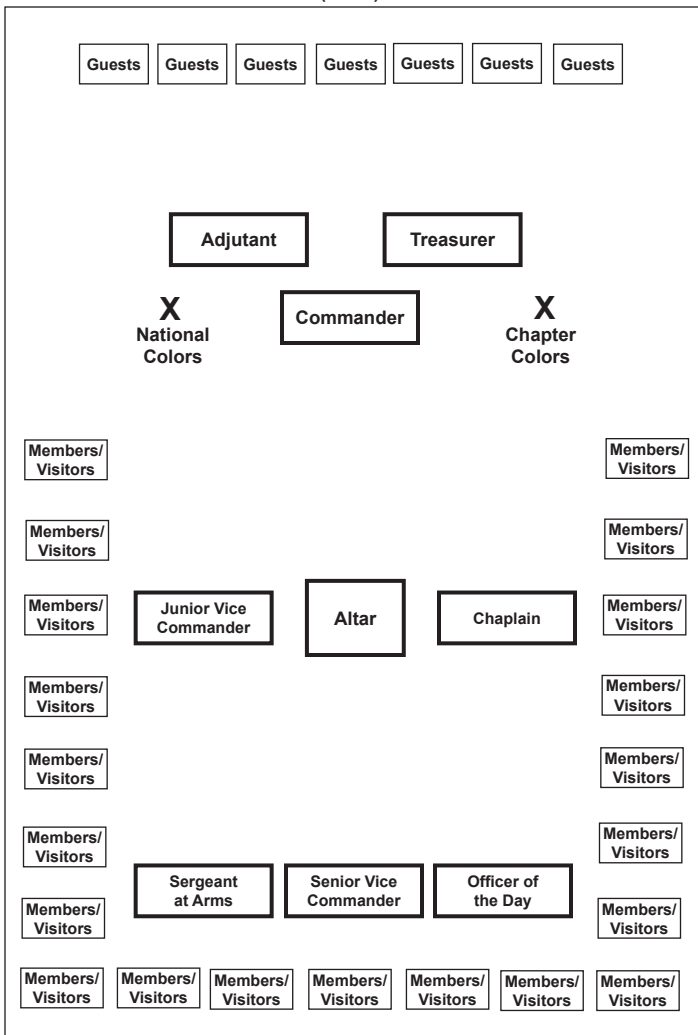 Guests Guests Guests Guests Guests Guests Guests
Adjutant
Treasurer
X
National
Colors
Commander
X
Chapter
Colors
Members/
Visitors
Members/
Visitors
Members/
Visitors
Members/
Visitors
Members/
Visitors
Junior Vice
Commander
Altar
Chaplain
Members/
Visitors
Members/
Visitors
Members/
Visitors
Members/
Visitors
Members/
Visitors
Members/
Visitors
Members/
Visitors
Members/
Visitors
Sergeant
at Arms
Senior Vice
Commander
Officer of
the Day
Members/
Visitors
Members/
Visitors
Members/
Visitors
Members/
Visitors
Members/
Visitors
Members/
Visitors
Members/
Visitors
Members/
Visitors